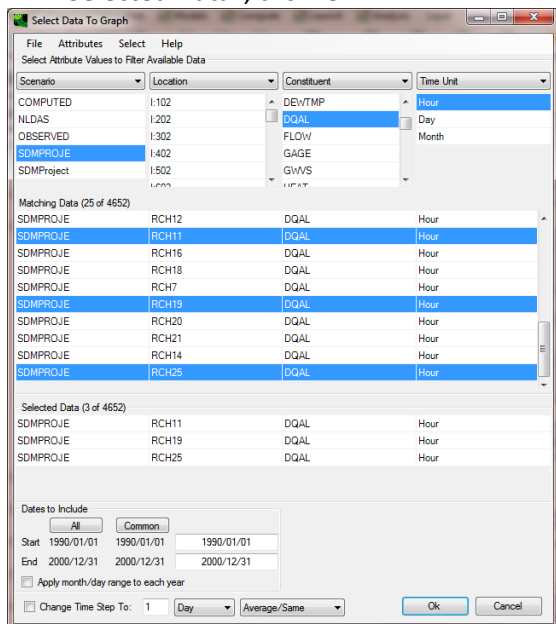 Select Data To Graph
File Attributes Select Help
Select Attribute Values to Filter Available Data
Scenario Location Constituent Time Unit
COMPUTED I:102 DEWTMP Hour
NLDAS I:202 DQAL Day
OBSERVED I:302 FLOW Month
SDMPROJE I:402 GAGE
SDMProject I:502 GWVS
I:602 HEAT
Matching Data (25 of 4652)
SDMPROJE RCH12 DQAL Hour
SDMPROJE RCH11 DQAL Hour
SDMPROJE RCH16 DQAL Hour
SDMPROJE RCH18 DQAL Hour
SDMPROJE RCH7 DQAL Hour
SDMPROJE RCH19 DQAL Hour
SDMPROJE RCH20 DQAL Hour
SDMPROJE RCH21 DQAL Hour
SDMPROJE RCH14 DQAL Hour
SDMPROJE RCH25 DQAL Hour
Selected Data (3 of 4652)
SDMPROJE RCH11 DQAL Hour
SDMPROJE RCH19 DQAL Hour
SDMPROJE RCH25 DQAL Hour
Dates to Include
All Common
Start 1990/01/01 1990/01/01 1990/01/01
End 2000/12/31 2000/12/31 2000/12/31
Apply month/day range to each year
Change Time Step To: 1 Day Average/Same Ok Cancel